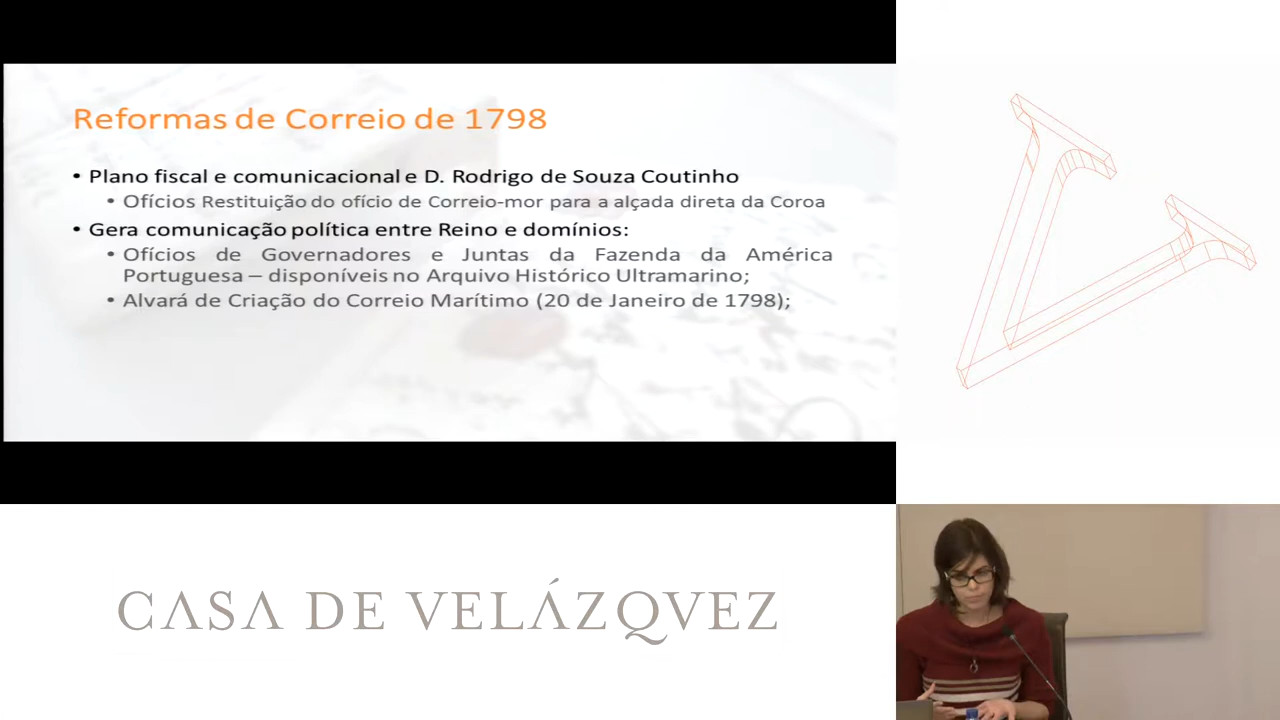 Reformas de Correio de 1798
• Plano fiscal e comunicacional e D. Rodrigo de Souza Coutinho
• Ofícios Restituição do ofício de Correio-mor para a alçada direta da Coroa
• Gera comunicação política entre Reino e domínios:
• Ofícios de Governadores e Juntas da Fazenda da América
Portuguesa – disponíveis no Arquivo Histórico Ultramarino;
• Alvará de Criação do Correio Marítimo (20 de Janeiro de 1798);
CASA DE VELÁZQVEZ